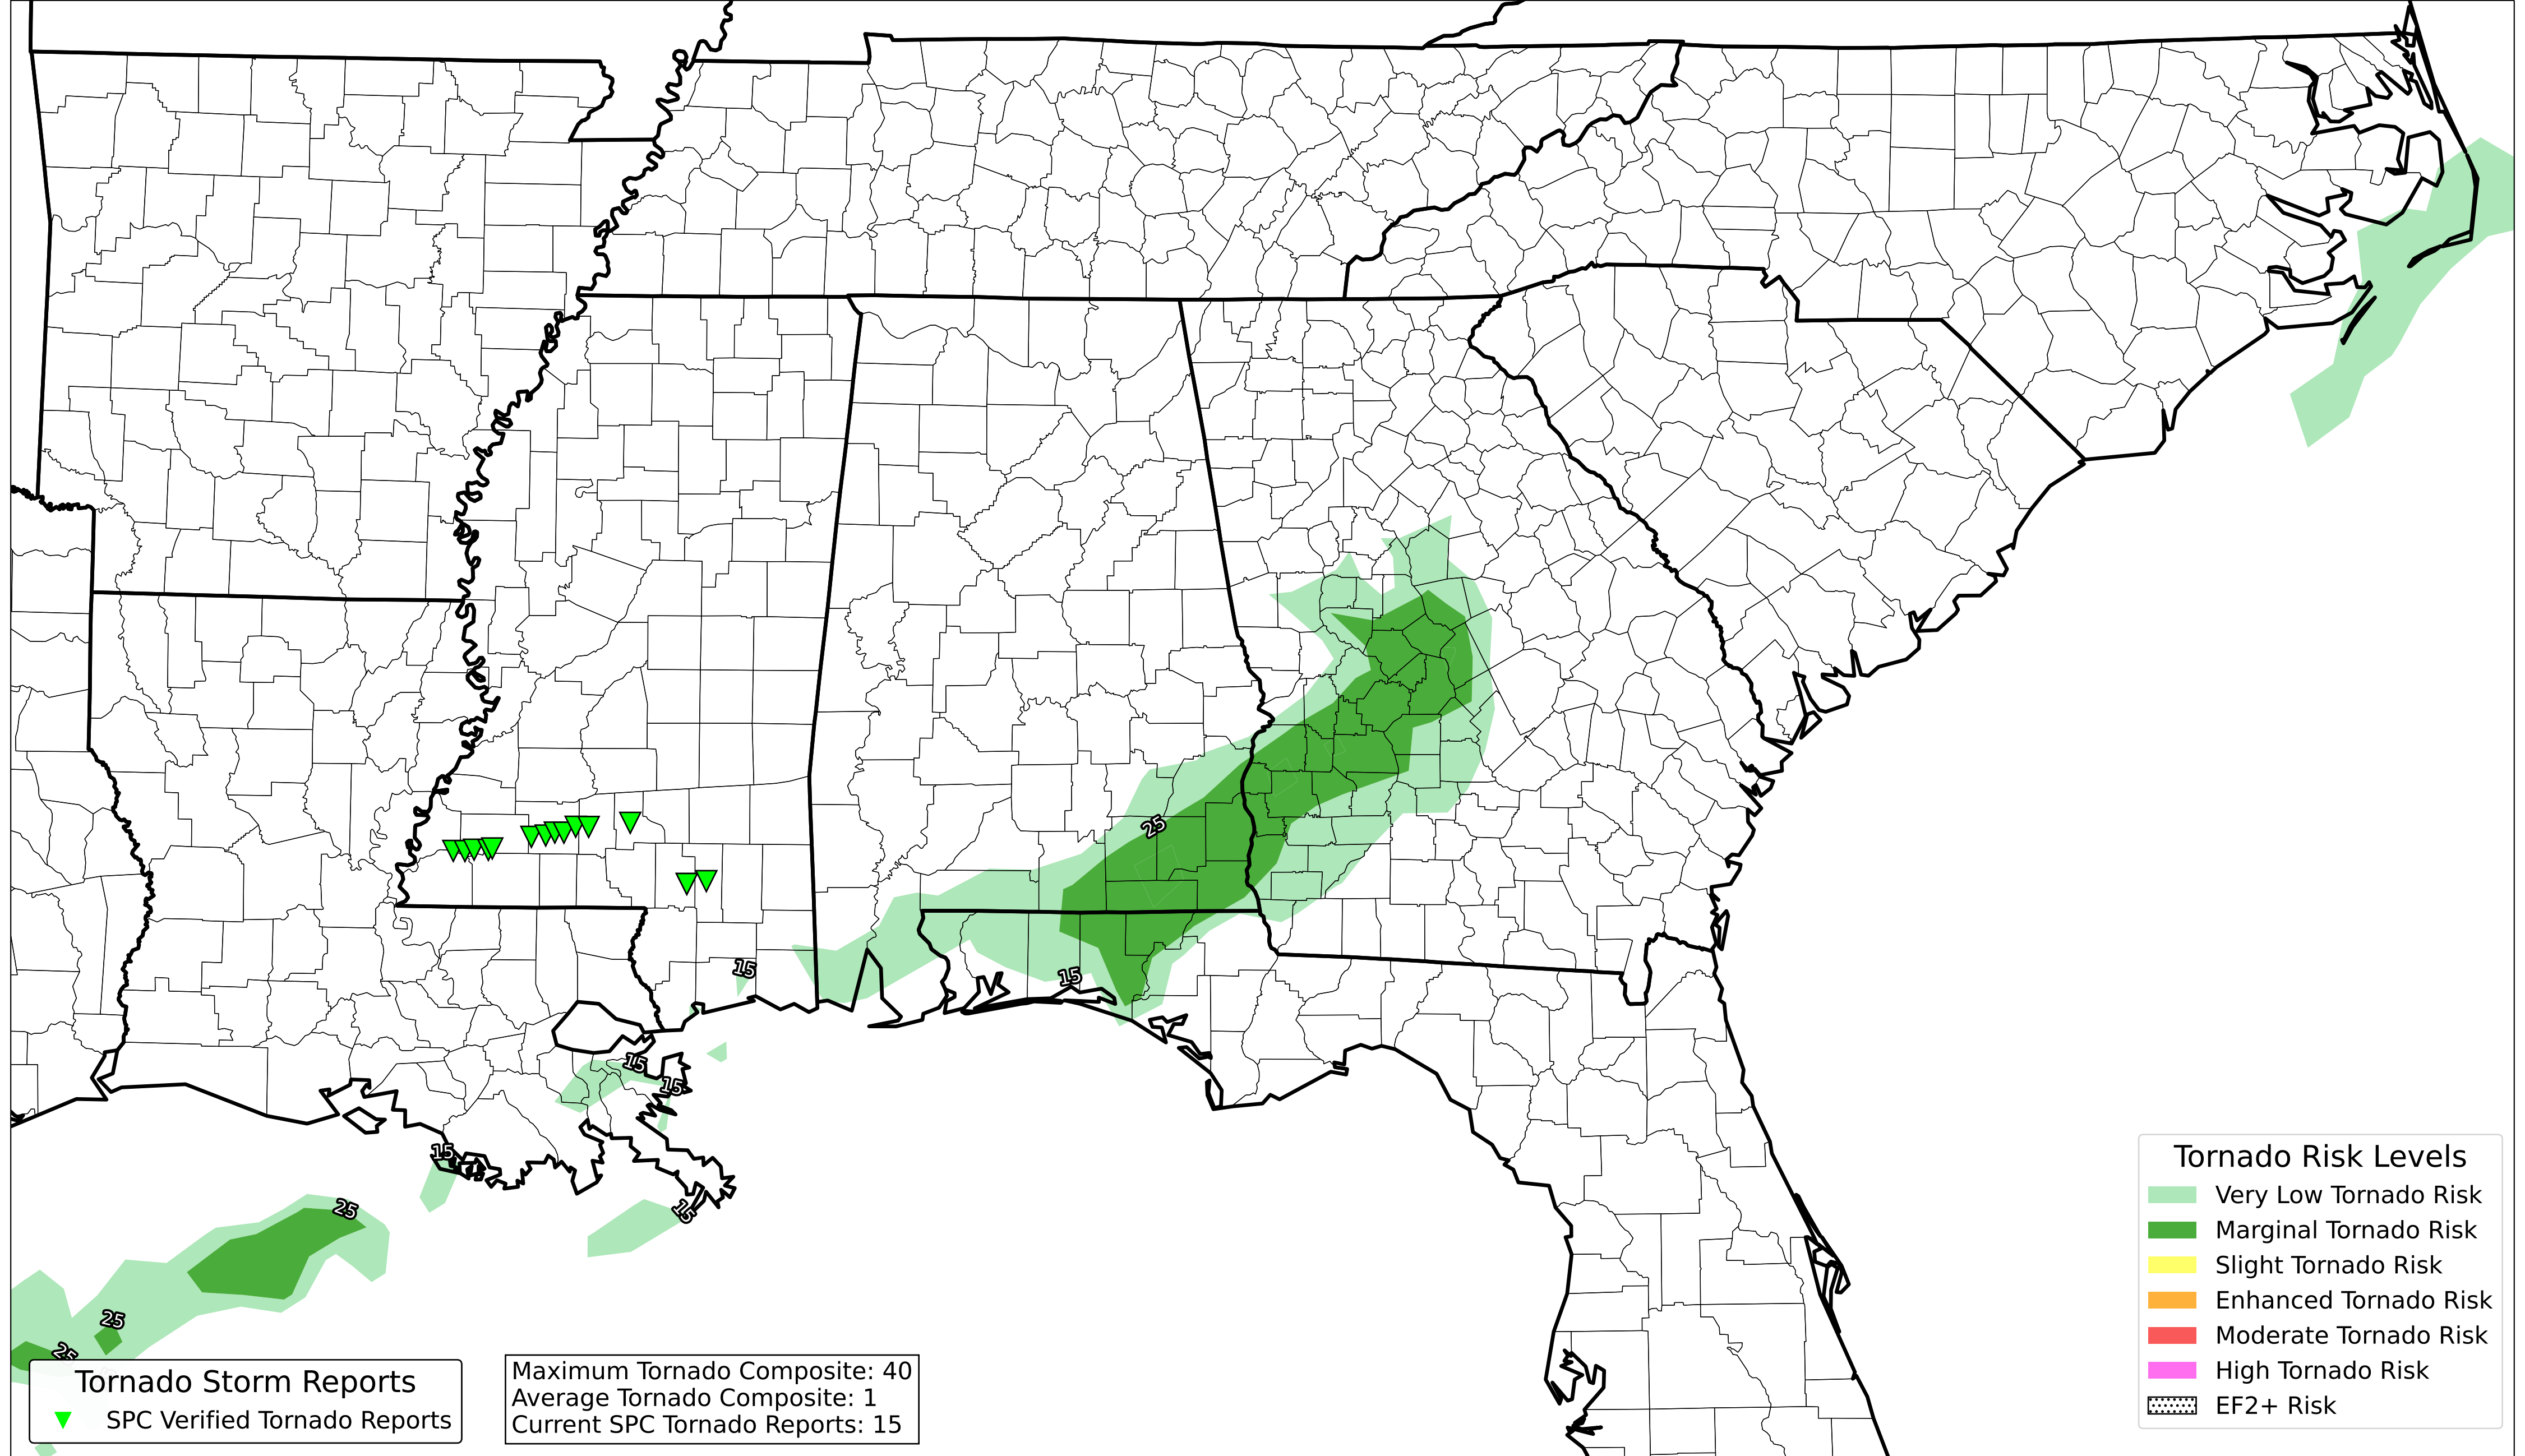 25
15
15
15
15
15
15
25
25
25
Tornado Storm Reports
SPC Verified Tornado Reports
Maximum Tornado Composite: 40
Average Tornado Composite: 1
Current SPC Tornado Reports: 15
Tornado Risk Levels
Very Low Tornado Risk
Marginal Tornado Risk
Slight Tornado Risk
Enhanced Tornado Risk
Moderate Tornado Risk
High Tornado Risk
EF2+ Risk